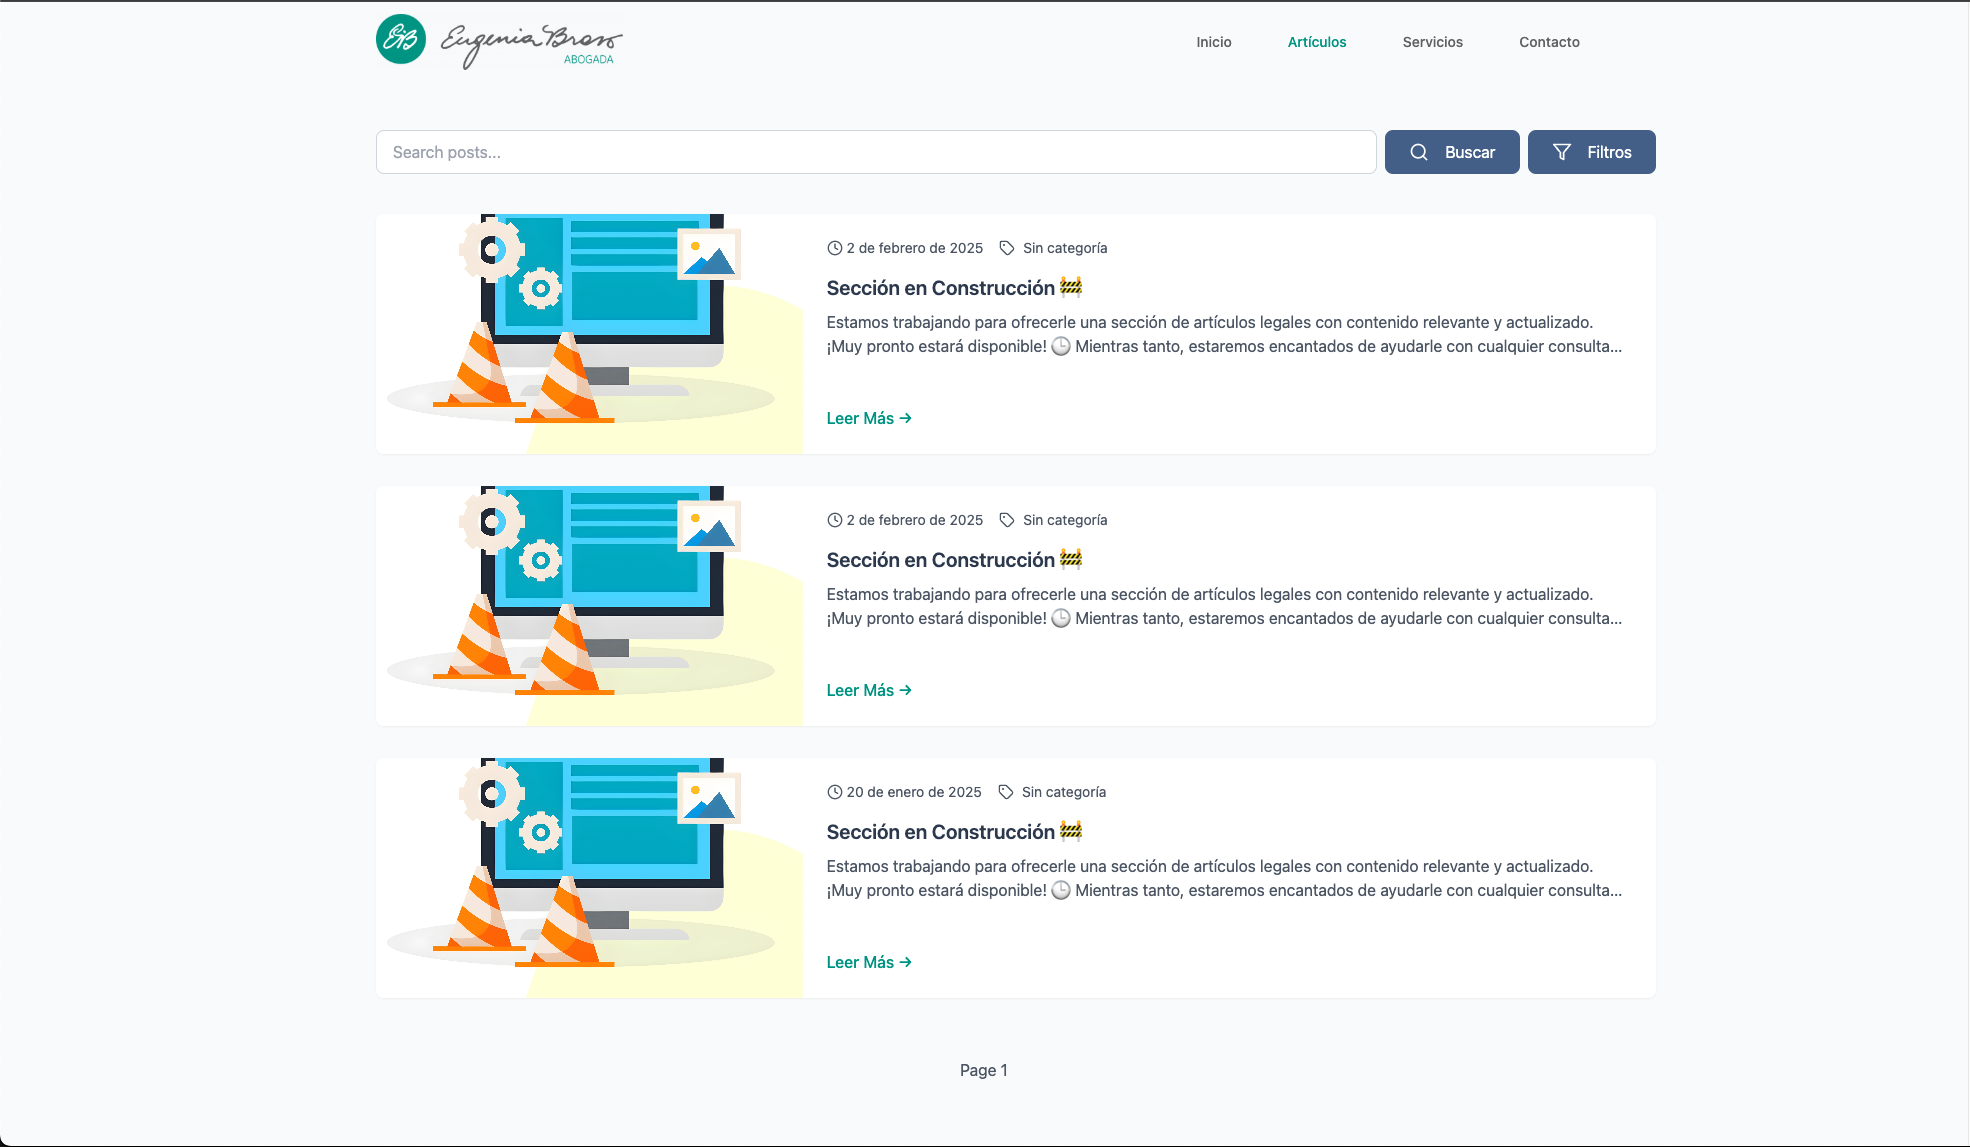 EB Eugenia Braso
ABOGADA
Inicio
Artículos
Servicios
Contacto
Search posts...
Buscar
Filtros
2 de febrero de 2025 Sin categoría
Sección en Construcción 🚧
Estamos trabajando para ofrecerle una sección de artículos legales con contenido relevante y actualizado.
¡Muy pronto estará disponible! 🕒 Mientras tanto, estaremos encantados de ayudarle con cualquier consulta...
Leer Más →
2 de febrero de 2025 Sin categoría
Sección en Construcción 🚧
Estamos trabajando para ofrecerle una sección de artículos legales con contenido relevante y actualizado.
¡Muy pronto estará disponible! 🕒 Mientras tanto, estaremos encantados de ayudarle con cualquier consulta...
Leer Más →
20 de enero de 2025 Sin categoría
Sección en Construcción 🚧
Estamos trabajando para ofrecerle una sección de artículos legales con contenido relevante y actualizado.
¡Muy pronto estará disponible! 🕒 Mientras tanto, estaremos encantados de ayudarle con cualquier consulta...
Leer Más →
Page 1